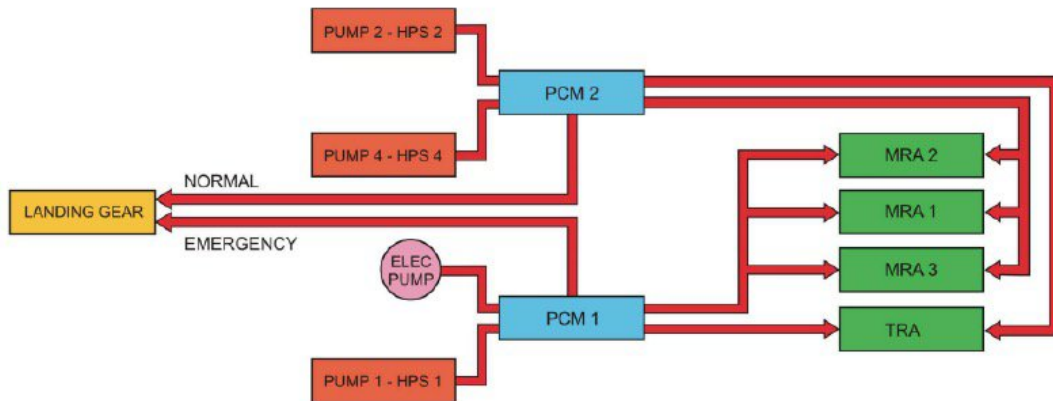 PUMP 2 - HPS 2
PCM 2
PUMP 4 - HPS 4
MRA 2
NORMAL
LANDING GEAR
MRA 1
EMERGENCY
ELEC
PUMP
MRA 3
PCM 1
TRA
PUMP 1 - HPS 1